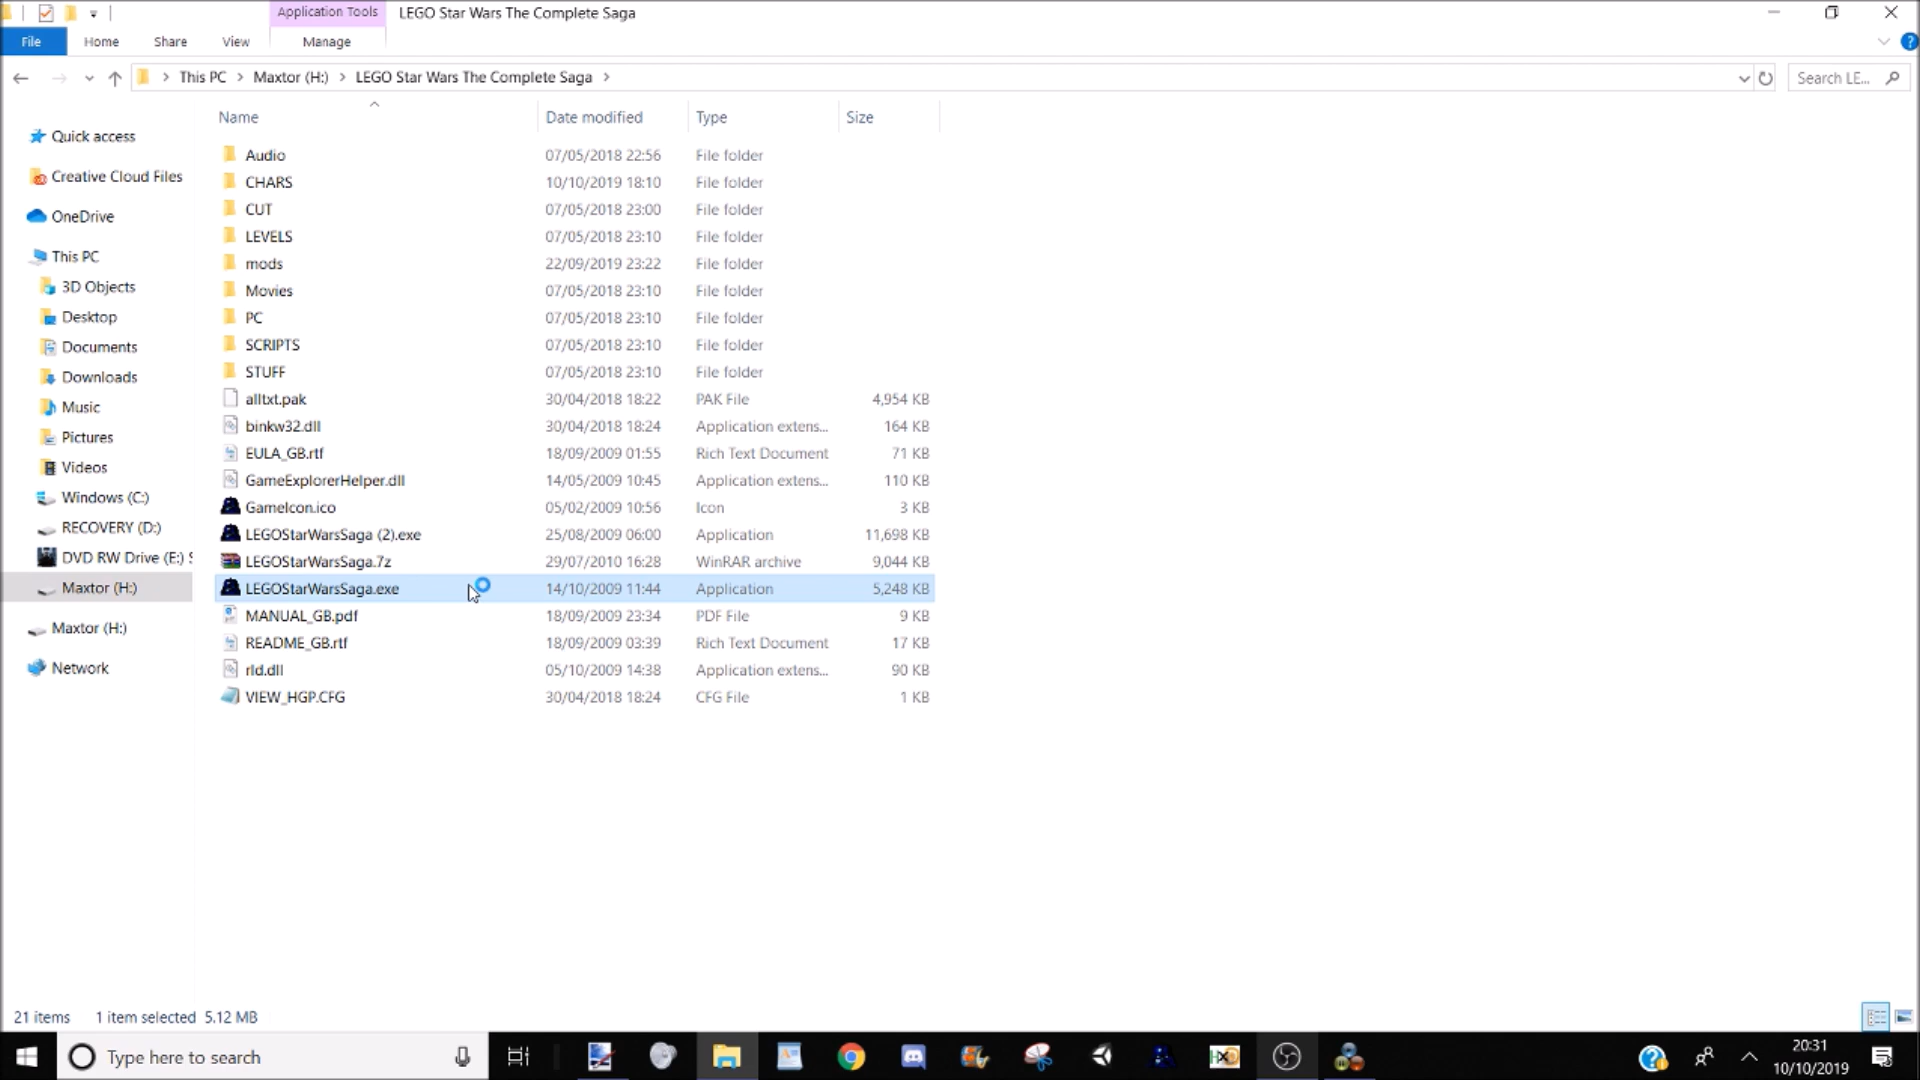 Application Tools LEGO Star Wars The Complete Saga
File Home Share View Manage
This PC > Maxtor (H:) > LEGO Star Wars The Complete Saga >
Search LE...
Name Date modified Type Size
Quick access
Creative Cloud Files
OneDrive
This PC
3D Objects
Desktop
Documents
Downloads
Music
Pictures
Videos
Windows (C:)
RECOVERY (D:)
DVD RW Drive (E:) S
Maxtor (H:)
Maxtor (H:)
Network
Audio 07/05/2018 22:56 File folder
CHARS 10/10/2019 18:10 File folder
CUT 07/05/2018 23:00 File folder
LEVELS 07/05/2018 23:10 File folder
mods 22/09/2019 23:22 File folder
Movies 07/05/2018 23:10 File folder
PC 07/05/2018 23:10 File folder
SCRIPTS 07/05/2018 23:10 File folder
STUFF 07/05/2018 23:10 File folder
alltxt.pak 30/04/2018 18:22 PAK File 4,954 KB
binkw32.dll 30/04/2018 18:24 Application extens... 164 KB
EULA_GB.rtf 18/09/2009 01:55 Rich Text Document 71 KB
GameExplorerHelper.dll 14/05/2009 10:45 Application extens... 110 KB
GameIcon.ico 05/02/2009 10:56 Icon 3 KB
LEGOStarWarsSaga (2).exe 25/08/2009 06:00 Application 11,698 KB
LEGOStarWarsSaga.7z 29/07/2010 16:28 WinRAR archive 9,044 KB
LEGOStarWarsSaga.exe 14/10/2009 11:44 Application 5,248 KB
MANUAL_GB.pdf 18/09/2009 23:34 PDF File 9 KB
README_GB.rtf 18/09/2009 03:39 Rich Text Document 17 KB
rld.dll 05/10/2009 14:38 Application extens... 90 KB
VIEW_HGP.CFG 30/04/2018 18:24 CFG File 1 KB
21 items 1 item selected 5.12 MB
Type here to search
20:31
10/10/2019